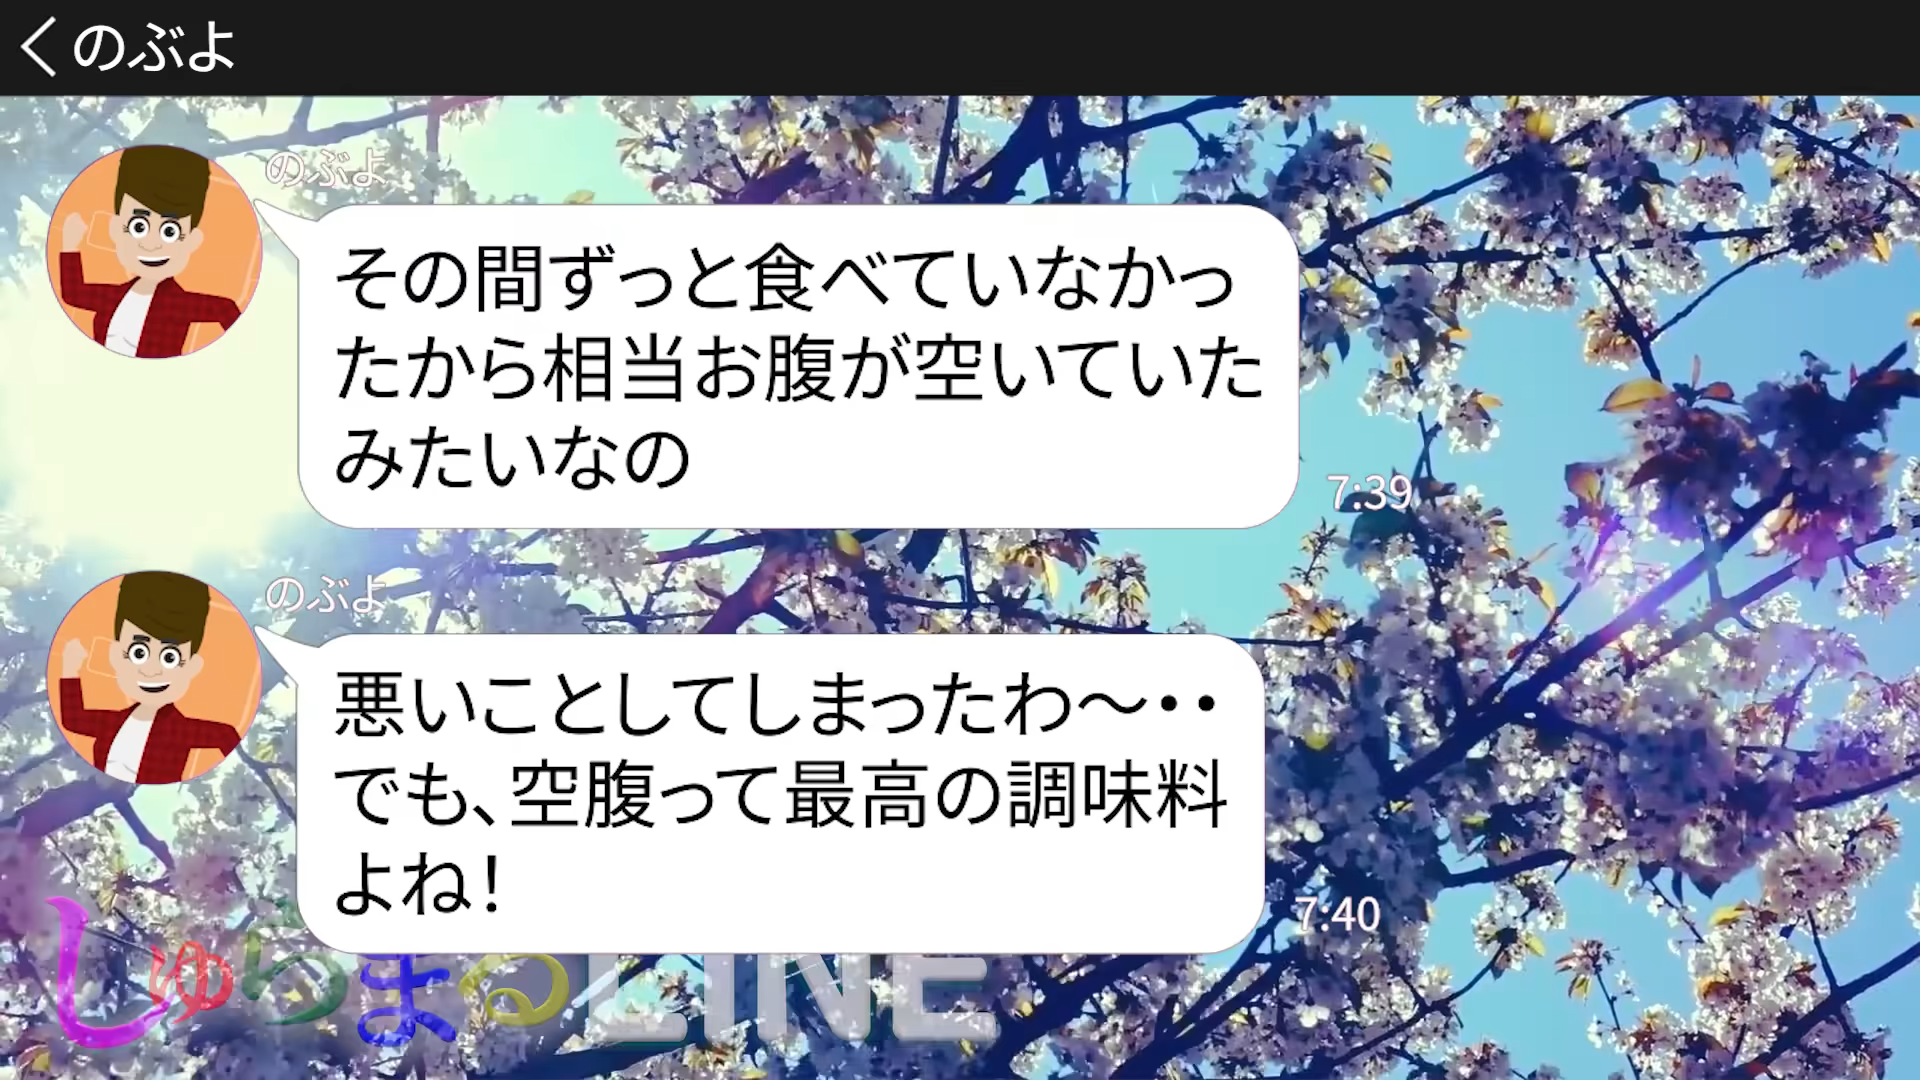 のぶよ
のぶよ
その間ずっと食べていなかっ
たから相当お腹が空いていた
みたいなの
7:39
のぶよ
悪いことしてしまったわ〜・・
でも、空腹って最高の調味料
よね！
7:40
しゅらまるLINE